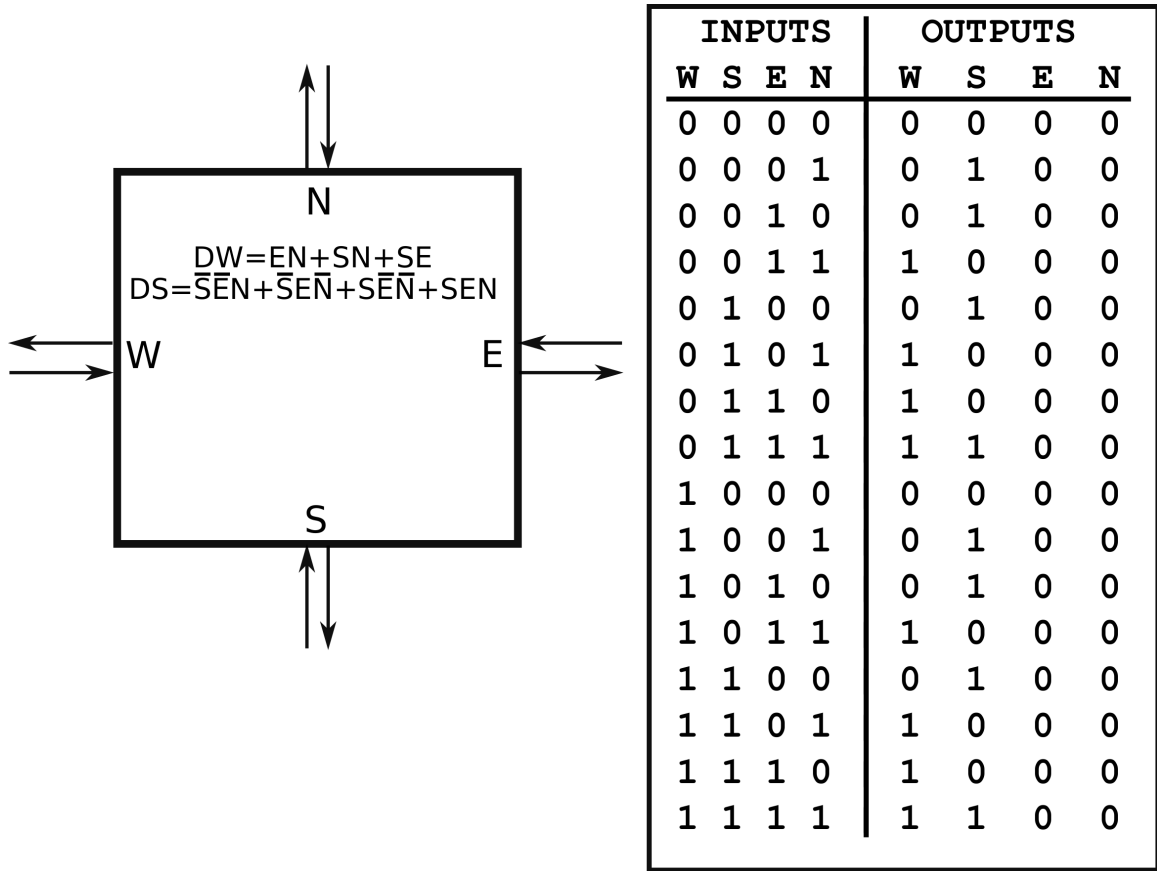 N
DW=EN+SN+SE
DS=S̅E̅N+S̅EN̅+SE̅N̅+SEN
W
E
S
INPUTS OUTPUTS
W S E N W S E N
0 0 0 0 0 0 0 0
0 0 0 1 0 1 0 0
0 0 1 0 0 1 0 0
0 0 1 1 1 0 0 0
0 1 0 0 0 1 0 0
0 1 0 1 1 0 0 0
0 1 1 0 1 0 0 0
0 1 1 1 1 1 0 0
1 0 0 0 0 0 0 0
1 0 0 1 0 1 0 0
1 0 1 0 0 1 0 0
1 0 1 1 1 0 0 0
1 1 0 0 0 1 0 0
1 1 0 1 1 0 0 0
1 1 1 0 1 0 0 0
1 1 1 1 1 1 0 0